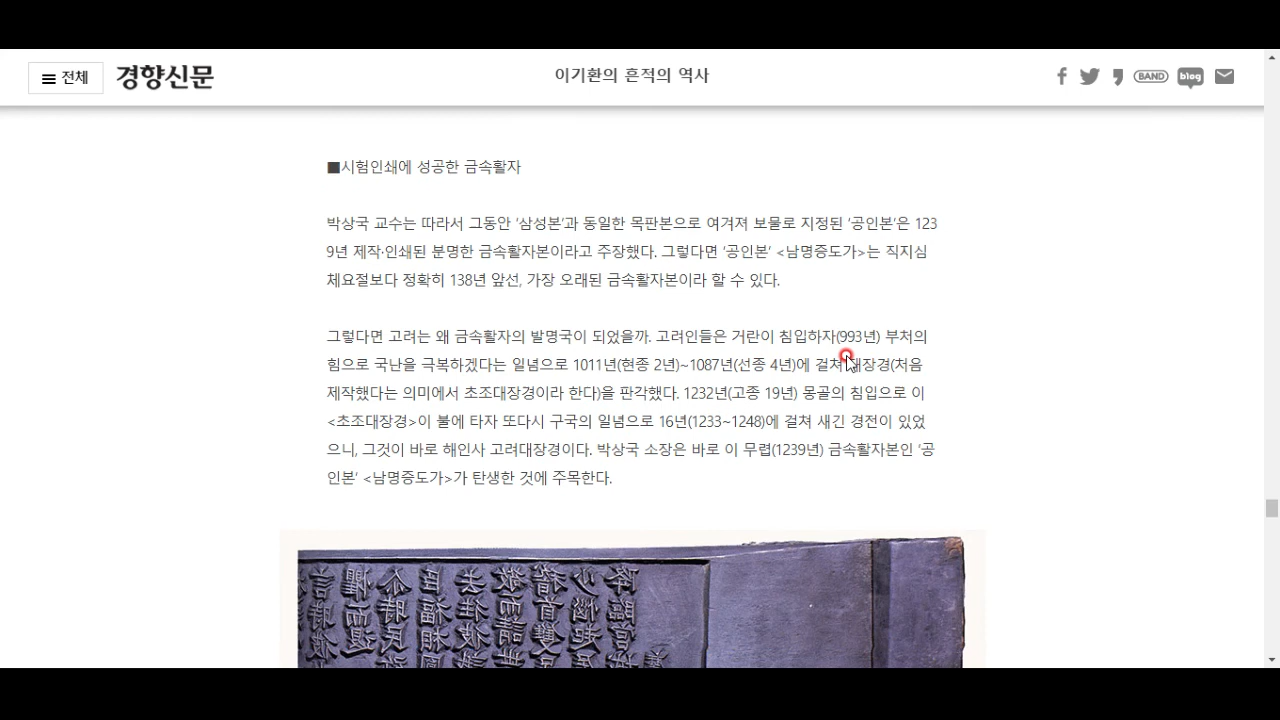 전체
경향신문
이기환의 흔적의 역사
BAND
blog
■시험인쇄에 성공한 금속활자
박상국 교수는 따라서 그동안 ‘삼성본’과 동일한 목판본으로 여겨져 보물로 지정된 ‘공인본’은 123
9년 제작·인쇄된 분명한 금속활자본이라고 주장했다. 그렇다면 ‘공인본’ <남명증도가>는 직지심
체요절보다 정확히 138년 앞선, 가장 오래된 금속활자본이라 할 수 있다.
그렇다면 고려는 왜 금속활자의 발명국이 되었을까. 고려인들은 거란이 침입하자(993년) 부처의
힘으로 국난을 극복하겠다는 일념으로 1011년(현종 2년)~1087년(선종 4년)에 걸쳐 대장경(처음
제작했다는 의미에서 초조대장경이라 한다)을 판각했다. 1232년(고종 19년) 몽골의 침입으로 이
<초조대장경>이 불에 타자 또다시 구국의 일념으로 16년(1233~1248)에 걸쳐 새긴 경전이 있었
으니, 그것이 바로 해인사 고려대장경이다. 박상국 소장은 바로 이 무렵(1239년) 금속활자본인 ‘공
인본’ <남명증도가>가 탄생한 것에 주목한다.